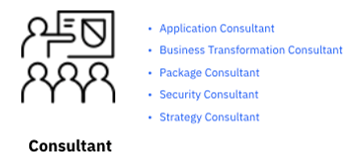 • Application Consultant
• Business Transformation Consultant
• Package Consultant
• Security Consultant
• Strategy Consultant
Consultant